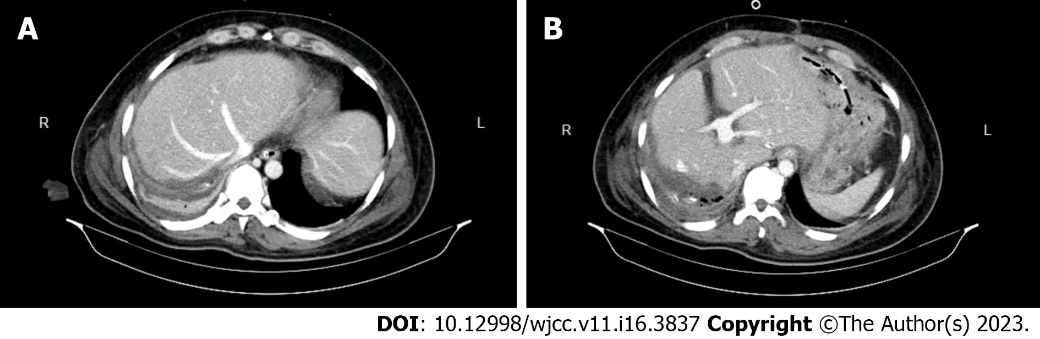 A
B
R
L
R
L
DOI: 10.12998/wjcc.v11.i16.3837 Copyright ©The Author(s) 2023.